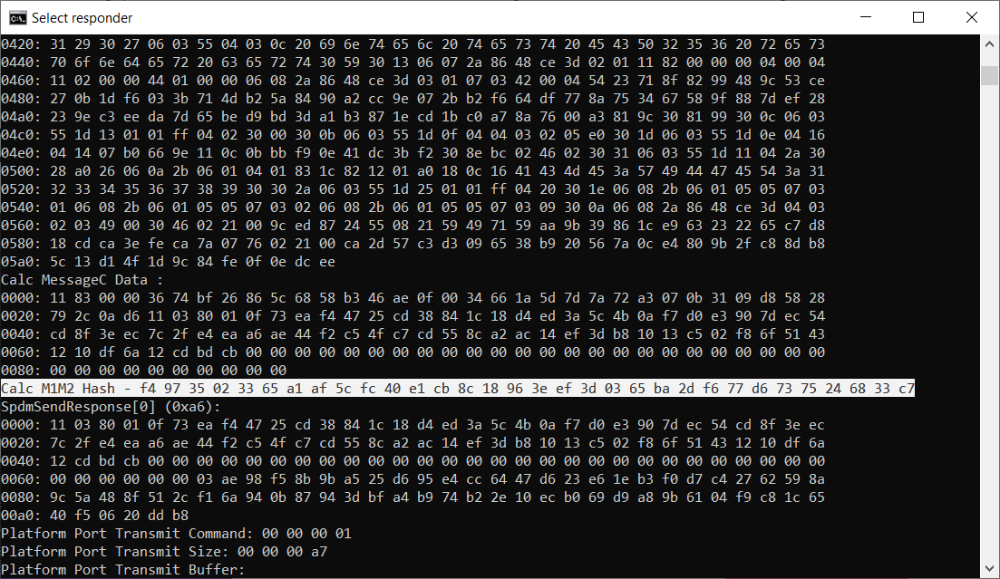 Select responder
0420: 31 29 30 27 06 03 55 04 03 0c 20 69 6e 74 65 6c 20 74 65 73 74 20 45 43 50 32 35 36 20 72 65 73
0440: 70 6f 6e 64 65 72 20 63 65 72 74 30 59 30 13 06 07 2a 86 48 ce 3d 02 01 11 82 00 00 00 04 00 04
0460: 11 02 00 00 44 01 00 00 06 08 2a 86 48 ce 3d 03 01 07 03 42 00 04 54 23 71 8f 82 99 48 9c 53 ce
0480: 27 0b 1d f6 03 3b 71 4d b2 5a 84 90 a2 cc 9e 07 2b b2 f6 64 df 77 8a 75 34 67 58 9f 88 7d ef 28
04a0: 23 9e c3 ee da 7d 65 be d9 bd 3d a1 b3 87 1e cd 1b c0 a7 8a 76 00 a3 81 9c 30 81 99 30 0c 06 03
04c0: 55 1d 13 01 01 ff 04 02 30 00 30 0b 06 03 55 1d 0f 04 04 03 02 05 e0 30 1d 06 03 55 1d 0e 04 16
04e0: 04 14 07 b0 66 9e 11 0c 0b bb f9 0e 41 dc 3b f2 30 8e bc 02 46 02 30 31 06 03 55 1d 11 04 2a 30
0500: 28 a0 26 06 0a 2b 06 01 04 01 83 1c 82 12 01 a0 18 0c 16 41 43 4d 45 3a 57 49 44 47 45 54 3a 31
0520: 32 33 34 35 36 37 38 39 30 30 2a 06 03 55 1d 25 01 01 ff 04 20 30 1e 06 08 2b 06 01 05 05 07 03
0540: 01 06 08 2b 06 01 05 05 07 03 02 06 08 2b 06 01 05 05 07 03 09 30 0a 06 08 2a 86 48 ce 3d 04 03
0560: 02 03 49 00 30 46 02 21 00 9c ed 87 24 55 08 21 59 49 71 59 aa 9b 39 86 1c e9 63 23 22 65 c7 d8
0580: 18 cd ca 3e fe ca 7a 07 76 02 21 00 ca 2d 57 c3 d3 09 65 38 b9 20 56 7a 0c e4 80 9b 2f c8 8d b8
05a0: 5c 13 d1 4f 1d 9c 84 fe 0f 0e dc ee
Calc MessageC Data :
0000: 11 83 00 00 36 74 bf 26 86 5c 68 58 b3 46 ae 0f 00 34 66 1a 5d 7d 7a 72 a3 07 0b 31 09 d8 58 28
0020: 79 2c 0a d6 11 03 80 01 0f 73 ea f4 47 25 cd 38 84 1c 18 d4 ed 3a 5c 4b 0a f7 d0 e3 90 7d ec 54
0040: cd 8f 3e ec 7c 2f e4 ea a6 ae 44 f2 c5 4f c7 cd 55 8c a2 ac 14 ef 3d b8 10 13 c5 02 f8 6f 51 43
0060: 12 10 df 6a 12 cd bd cb 00 00 00 00 00 00 00 00 00 00 00 00 00 00 00 00 00 00 00 00 00 00 00 00
0080: 00 00 00 00 00 00 00 00 00 00
Calc M1M2 Hash - f4 97 35 02 33 65 a1 af 5c fc 40 e1 cb 8c 18 96 3e ef 3d 03 65 ba 2d f6 77 d6 73 75 24 68 33 c7
SpdmSendResponse[0] (0xa6):
0000: 11 03 80 01 0f 73 ea f4 47 25 cd 38 84 1c 18 d4 ed 3a 5c 4b 0a f7 d0 e3 90 7d ec 54 cd 8f 3e ec
0020: 7c 2f e4 ea a6 ae 44 f2 c5 4f c7 cd 55 8c a2 ac 14 ef 3d b8 10 13 c5 02 f8 6f 51 43 12 10 df 6a
0040: 12 cd bd cb 00 00 00 00 00 00 00 00 00 00 00 00 00 00 00 00 00 00 00 00 00 00 00 00 00 00 00 00
0060: 00 00 00 00 00 00 03 ae 98 f5 8b 9b a5 25 d6 95 e4 cc 64 47 d6 23 e6 1e b3 f0 d7 c4 27 62 59 8a
0080: 9c 5a 48 8f 51 2c f1 6a 94 0b 87 94 3d bf a4 b9 74 b2 2e 10 ec b0 69 d9 a8 9b 61 04 f9 c8 1c 65
00a0: 40 f5 06 20 dd b8
Platform Port Transmit Command: 00 00 00 01
Platform Port Transmit Size: 00 00 00 a7
Platform Port Transmit Buffer: